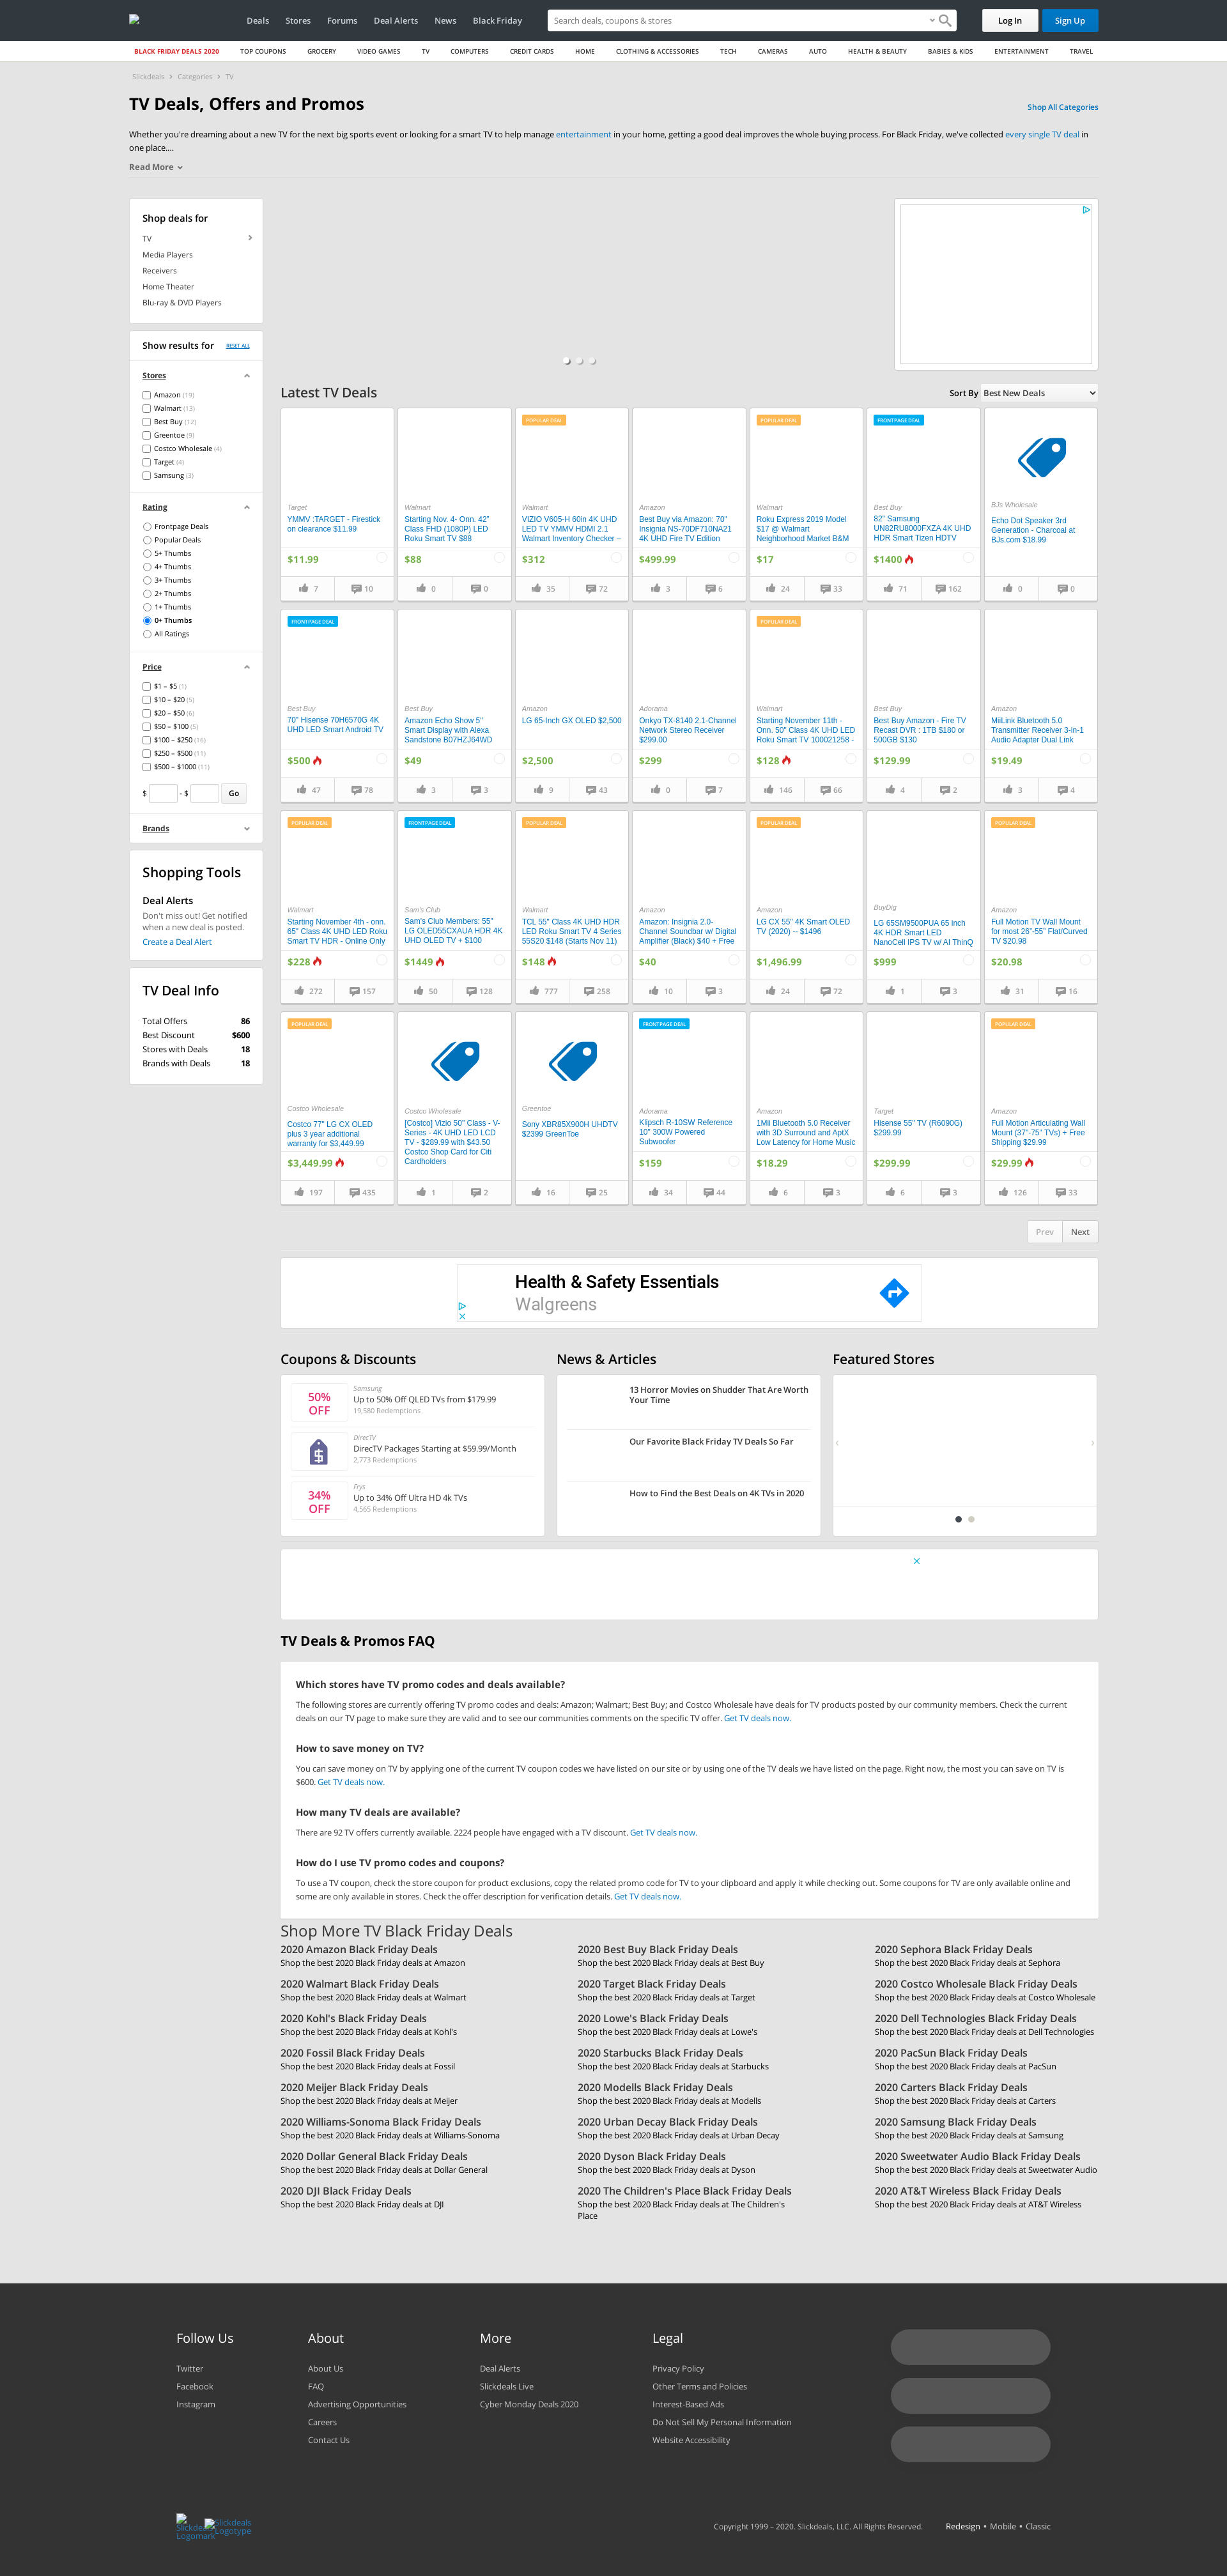 Deals
Stores
Forums
Deal Alerts
News
Black Friday
Search deals, coupons & stores
Log In
Sign Up
BLACK FRIDAY DEALS 2020
TOP COUPONS
GROCERY
VIDEO GAMES
TV
COMPUTERS
CREDIT CARDS
HOME
CLOTHING & ACCESSORIES
TECH
CAMERAS
AUTO
HEALTH & BEAUTY
BABIES & KIDS
ENTERTAINMENT
TRAVEL
Slickdeals › Categories › TV
TV Deals, Offers and Promos
Shop All Categories
Whether you're dreaming about a new TV for the next big sports event or looking for a smart TV to help manage entertainment in your home, getting a good deal improves the whole buying process. For Black Friday, we've collected every single TV deal in
one place....
Read More
Shop deals for
TV
Media Players
Receivers
Home Theater
Blu-ray & DVD Players
Show results for
RESET ALL
Stores
Amazon (19)
Walmart (13)
Best Buy (12)
Greentoe (9)
Costco Wholesale (4)
Target (4)
Samsung (3)
Rating
Frontpage Deals
Popular Deals
5+ Thumbs
4+ Thumbs
3+ Thumbs
2+ Thumbs
1+ Thumbs
0+ Thumbs
All Ratings
Price
$1 – $5 (1)
$10 – $20 (5)
$20 – $50 (6)
$50 – $100 (5)
$100 – $250 (16)
$250 – $500 (11)
$500 – $1000 (11)
$ - $ Go
Brands
Shopping Tools
Deal Alerts
Don't miss out! Get notified
when a new deal is posted.
Create a Deal Alert
TV Deal Info
Total Offers 86
Best Discount $600
Stores with Deals 18
Brands with Deals 18
Latest TV Deals
Sort By Best New Deals
Target
YMMV :TARGET - Firestick
on clearance $11.99
$11.99
7
10
Walmart
Starting Nov. 4- Onn. 42"
Class FHD (1080P) LED
Roku Smart TV $88
$88
0
0
POPULAR DEAL
Walmart
VIZIO V605-H 60in 4K UHD
LED TV YMMV HDMI 2.1
Walmart Inventory Checker –
$312
35
72
Amazon
Best Buy via Amazon: 70"
Insignia NS-70DF710NA21
4K UHD Fire TV Edition
$499.99
3
6
POPULAR DEAL
Walmart
Roku Express 2019 Model
$17 @ Walmart
Neighborhood Market B&M
$17
24
33
FRONTPAGE DEAL
Best Buy
82" Samsung
UN82RU8000FXZA 4K UHD
HDR Smart Tizen HDTV
$1400
71
162
BJs Wholesale
Echo Dot Speaker 3rd
Generation - Charcoal at
BJs.com $18.99
0
0
FRONTPAGE DEAL
Best Buy
70" Hisense 70H6570G 4K
UHD LED Smart Android TV
$500
47
78
Best Buy
Amazon Echo Show 5"
Smart Display with Alexa
Sandstone B07HZJ64WD
$49
3
3
Amazon
LG 65-Inch GX OLED $2,500
$2,500
9
43
Adorama
Onkyo TX-8140 2.1-Channel
Network Stereo Receiver
$299.00
$299
0
7
POPULAR DEAL
Walmart
Starting November 11th -
Onn. 50" Class 4K UHD LED
Roku Smart TV 100021258 -
$128
146
66
Best Buy
Best Buy Amazon - Fire TV
Recast DVR : 1TB $180 or
500GB $130
$129.99
4
2
Amazon
MiiLink Bluetooth 5.0
Transmitter Receiver 3-in-1
Audio Adapter Dual Link
$19.49
3
4
POPULAR DEAL
Walmart
Starting November 4th - onn.
65" Class 4K UHD LED Roku
Smart TV HDR - Online Only
$228
272
157
FRONTPAGE DEAL
Sam's Club
Sam's Club Members: 55"
LG OLED55CXAUA HDR 4K
UHD OLED TV + $100
$1449
50
128
POPULAR DEAL
Walmart
TCL 55" Class 4K UHD HDR
LED Roku Smart TV 4 Series
55S20 $148 (Starts Nov 11)
$148
777
258
Amazon
Amazon: Insignia 2.0-
Channel Soundbar w/ Digital
Amplifier (Black) $40 + Free
$40
10
3
POPULAR DEAL
Amazon
LG CX 55" 4K Smart OLED
TV (2020) -- $1496
$1,496.99
24
72
BuyDig
LG 65SM9500PUA 65 inch
4K HDR Smart LED
NanoCell IPS TV w/ AI ThinQ
$999
1
3
POPULAR DEAL
Amazon
Full Motion TV Wall Mount
for most 26"-55" Flat/Curved
TV $20.98
$20.98
31
16
POPULAR DEAL
Costco Wholesale
Costco 77" LG CX OLED
plus 3 year additional
warranty for $3,449.99
$3,449.99
197
435
Costco Wholesale
[Costco] Vizio 50" Class - V-
Series - 4K UHD LED LCD
TV - $289.99 with $43.50
Costco Shop Card for Citi
Cardholders
1
2
Greentoe
Sony XBR85X900H UHDTV
$2399 GreenToe
16
25
FRONTPAGE DEAL
Adorama
Klipsch R-10SW Reference
10" 300W Powered
Subwoofer
$159
34
44
Amazon
1Mii Bluetooth 5.0 Receiver
with 3D Surround and AptX
Low Latency for Home Music
$18.29
6
3
Target
Hisense 55" TV (R6090G)
$299.99
$299.99
6
3
POPULAR DEAL
Amazon
Full Motion Articulating Wall
Mount (37"-75" TVs) + Free
Shipping $29.99
$29.99
126
33
Prev
Next
Health & Safety Essentials
Walgreens
Coupons & Discounts
50%
OFF
Samsung
Up to 50% Off QLED TVs from $179.99
19,580 Redemptions
DirecTV
DirecTV Packages Starting at $59.99/Month
2,773 Redemptions
34%
OFF
Frys
Up to 34% Off Ultra HD 4k TVs
4,565 Redemptions
News & Articles
13 Horror Movies on Shudder That Are Worth
Your Time
Our Favorite Black Friday TV Deals So Far
How to Find the Best Deals on 4K TVs in 2020
Featured Stores
TV Deals & Promos FAQ
Which stores have TV promo codes and deals available?
The following stores are currently offering TV promo codes and deals: Amazon; Walmart; Best Buy; and Costco Wholesale have deals for TV products posted by our community members. Check the current
deals on our TV page to make sure they are valid and to see our communities comments on the specific TV offer. Get TV deals now.
How to save money on TV?
You can save money on TV by applying one of the current TV coupon codes we have listed on our site or by using one of the TV deals we have listed on the page. Right now, the most you can save on TV is
$600. Get TV deals now.
How many TV deals are available?
There are 92 TV offers currently available. 2224 people have engaged with a TV discount. Get TV deals now.
How do I use TV promo codes and coupons?
To use a TV coupon, check the store coupon for product exclusions, copy the related promo code for TV to your clipboard and apply it while checking out. Some coupons for TV are only available online and
some are only available in stores. Check the offer description for verification details. Get TV deals now.
Shop More TV Black Friday Deals
2020 Amazon Black Friday Deals
Shop the best 2020 Black Friday deals at Amazon
2020 Best Buy Black Friday Deals
Shop the best 2020 Black Friday deals at Best Buy
2020 Sephora Black Friday Deals
Shop the best 2020 Black Friday deals at Sephora
2020 Walmart Black Friday Deals
Shop the best 2020 Black Friday deals at Walmart
2020 Target Black Friday Deals
Shop the best 2020 Black Friday deals at Target
2020 Costco Wholesale Black Friday Deals
Shop the best 2020 Black Friday deals at Costco Wholesale
2020 Kohl's Black Friday Deals
Shop the best 2020 Black Friday deals at Kohl's
2020 Lowe's Black Friday Deals
Shop the best 2020 Black Friday deals at Lowe's
2020 Dell Technologies Black Friday Deals
Shop the best 2020 Black Friday deals at Dell Technologies
2020 Fossil Black Friday Deals
Shop the best 2020 Black Friday deals at Fossil
2020 Starbucks Black Friday Deals
Shop the best 2020 Black Friday deals at Starbucks
2020 PacSun Black Friday Deals
Shop the best 2020 Black Friday deals at PacSun
2020 Meijer Black Friday Deals
Shop the best 2020 Black Friday deals at Meijer
2020 Modells Black Friday Deals
Shop the best 2020 Black Friday deals at Modells
2020 Carters Black Friday Deals
Shop the best 2020 Black Friday deals at Carters
2020 Williams-Sonoma Black Friday Deals
Shop the best 2020 Black Friday deals at Williams-Sonoma
2020 Urban Decay Black Friday Deals
Shop the best 2020 Black Friday deals at Urban Decay
2020 Samsung Black Friday Deals
Shop the best 2020 Black Friday deals at Samsung
2020 Dollar General Black Friday Deals
Shop the best 2020 Black Friday deals at Dollar General
2020 Dyson Black Friday Deals
Shop the best 2020 Black Friday deals at Dyson
2020 Sweetwater Audio Black Friday Deals
Shop the best 2020 Black Friday deals at Sweetwater Audio
2020 DJI Black Friday Deals
Shop the best 2020 Black Friday deals at DJI
2020 The Children's Place Black Friday Deals
Shop the best 2020 Black Friday deals at The Children's
Place
2020 AT&T Wireless Black Friday Deals
Shop the best 2020 Black Friday deals at AT&T Wireless
Follow Us
Twitter
Facebook
Instagram
About
About Us
FAQ
Advertising Opportunities
Careers
Contact Us
More
Deal Alerts
Slickdeals Live
Cyber Monday Deals 2020
Legal
Privacy Policy
Other Terms and Policies
Interest-Based Ads
Do Not Sell My Personal Information
Website Accessibility
Slickdeals
Logomark
Slickdeals
Logotype
Copyright 1999 – 2020. Slickdeals, LLC. All Rights Reserved.
Redesign • Mobile • Classic